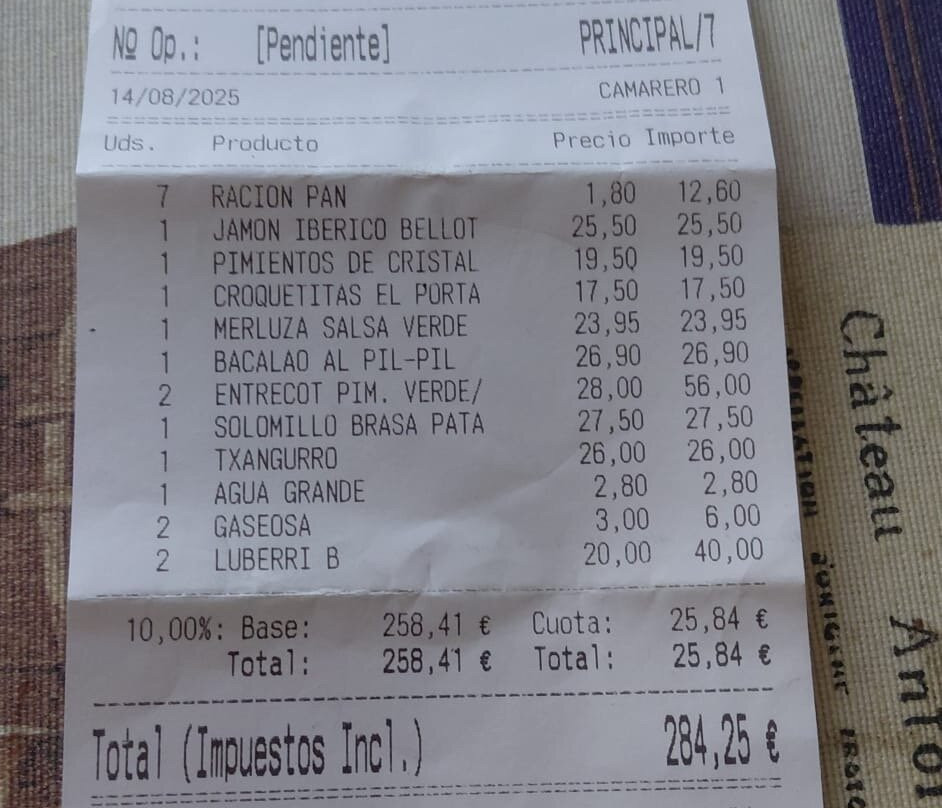 Nº Op.: [Pendiente] PRINCIPAL/7
14/08/2025 CAMARERO 1
Uds. Producto Precio Importe
7 RACION PAN 1,80 12,60
1 JAMON IBERICO BELLOT 25,50 25,50
1 PIMIENTOS DE CRISTAL 19,50 19,50
1 CROQUETITAS EL PORTA 17,50 17,50
1 MERLUZA SALSA VERDE 23,95 23,95
1 BACALAO AL PIL-PIL 26,90 26,90
2 ENTRECOT PIM. VERDE/ 28,00 56,00
1 SOLOMILLO BRASA PATA 27,50 27,50
1 TXANGURRO 26,00 26,00
1 AGUA GRANDE 2,80 2,80
2 GASEOSA 3,00 6,00
2 LUBERRI B 20,00 40,00
10,00%: Base: 258,41 € Cuota: 25,84 €
Total: 258,41 € Total: 25,84 €
Total (Impuestos Incl.) 284,25 €
Château